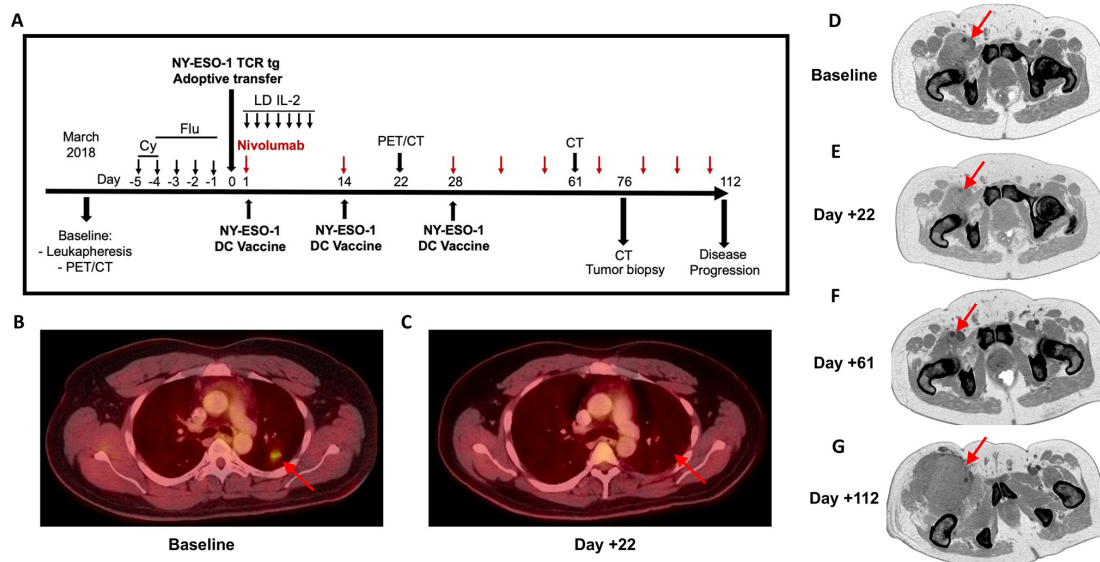 A
NY-ESO-1 TCR tg
Adoptive transfer
LD IL-2
Flu
March
2018
Cy
Nivolumab
PET/CT
CT
Day -5 -4 -3 -2 -1 0 1 14 22 28 61 76 112
Baseline:
- Leukapheresis
- PET/CT
NY-ESO-1
DC Vaccine
NY-ESO-1
DC Vaccine
NY-ESO-1
DC Vaccine
CT
Tumor biopsy
Disease
Progression
B
Baseline
C
Day +22
D
Baseline
E
Day +22
F
Day +61
G
Day +112